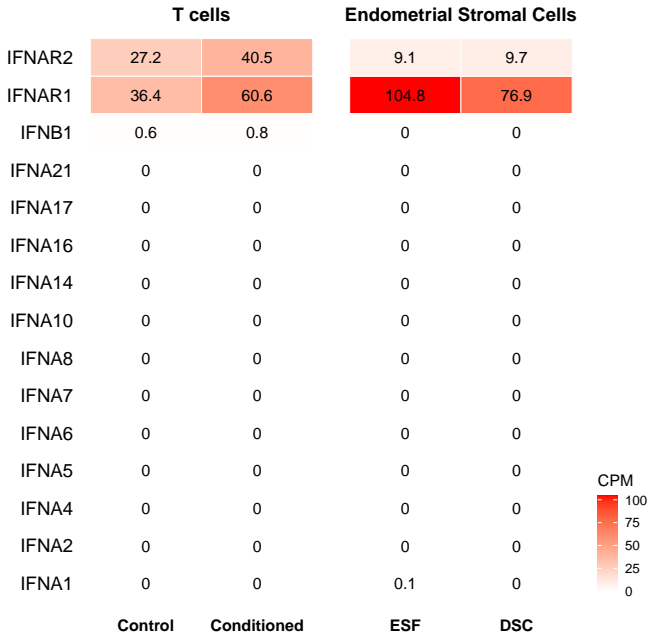 T cells Endometrial Stromal Cells
IFNAR2 27.2 40.5 9.1 9.7
IFNAR1 36.4 60.6 104.8 76.9
IFNB1 0.6 0.8 0 0
IFNA21 0 0 0 0
IFNA17 0 0 0 0
IFNA16 0 0 0 0
IFNA14 0 0 0 0
IFNA10 0 0 0 0
IFNA8 0 0 0 0
IFNA7 0 0 0 0
IFNA6 0 0 0 0
IFNA5 0 0 0 0
IFNA4 0 0 0 0
IFNA2 0 0 0 0
IFNA1 0 0 0.1 0
Control Conditioned ESF DSC
CPM
100
75
50
25
0